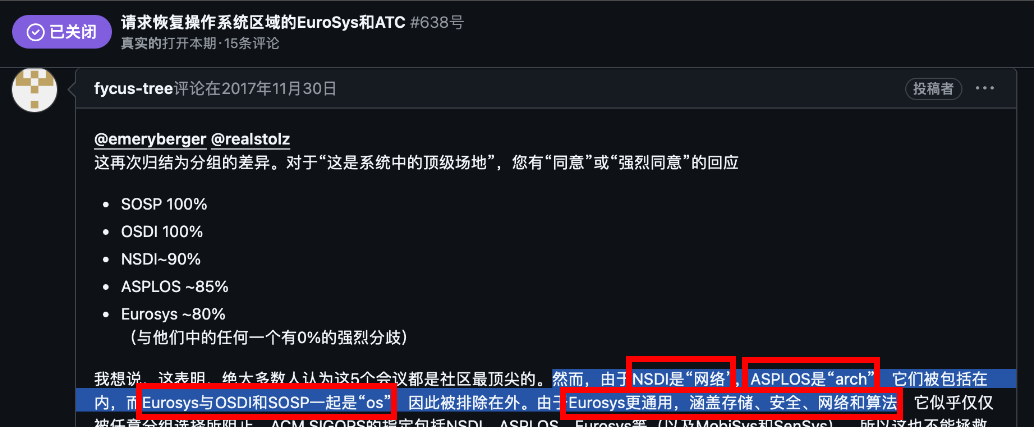 已关闭
请求恢复操作系统区域的EuroSys和ATC #638号
真实的打开本期·15条评论
fycus-tree评论在2017年11月30日
投稿者
@emeryberger @realstolz
这再次归结为分组的差异。对于“这是系统中的顶级场地”，您有“同意”或“强烈同意”的回应
SOSP 100%
OSDI 100%
NSDI~90%
ASPLOS ~85%
Eurosys ~80%
（与他们中的任何一个有0%的强烈分歧）
我想说，这表明，绝大多数人认为这5个会议都是社区最顶尖的。然而，由于NSDI是“网络”，ASPLOS是“arch” 它们被包括在
内，而Eurosys与OSDI和SOSP一起是“os” 因此被排除在外。由于Eurosys更通用，涵盖存储、安全、网络和算法 它似乎仅仅
被任意分组选择所阻止。ACM SIGOPS的指定包括NSDI、ASPLOS、Eurosys等（以及MobiSys和SenSys），所以这也不能拯救